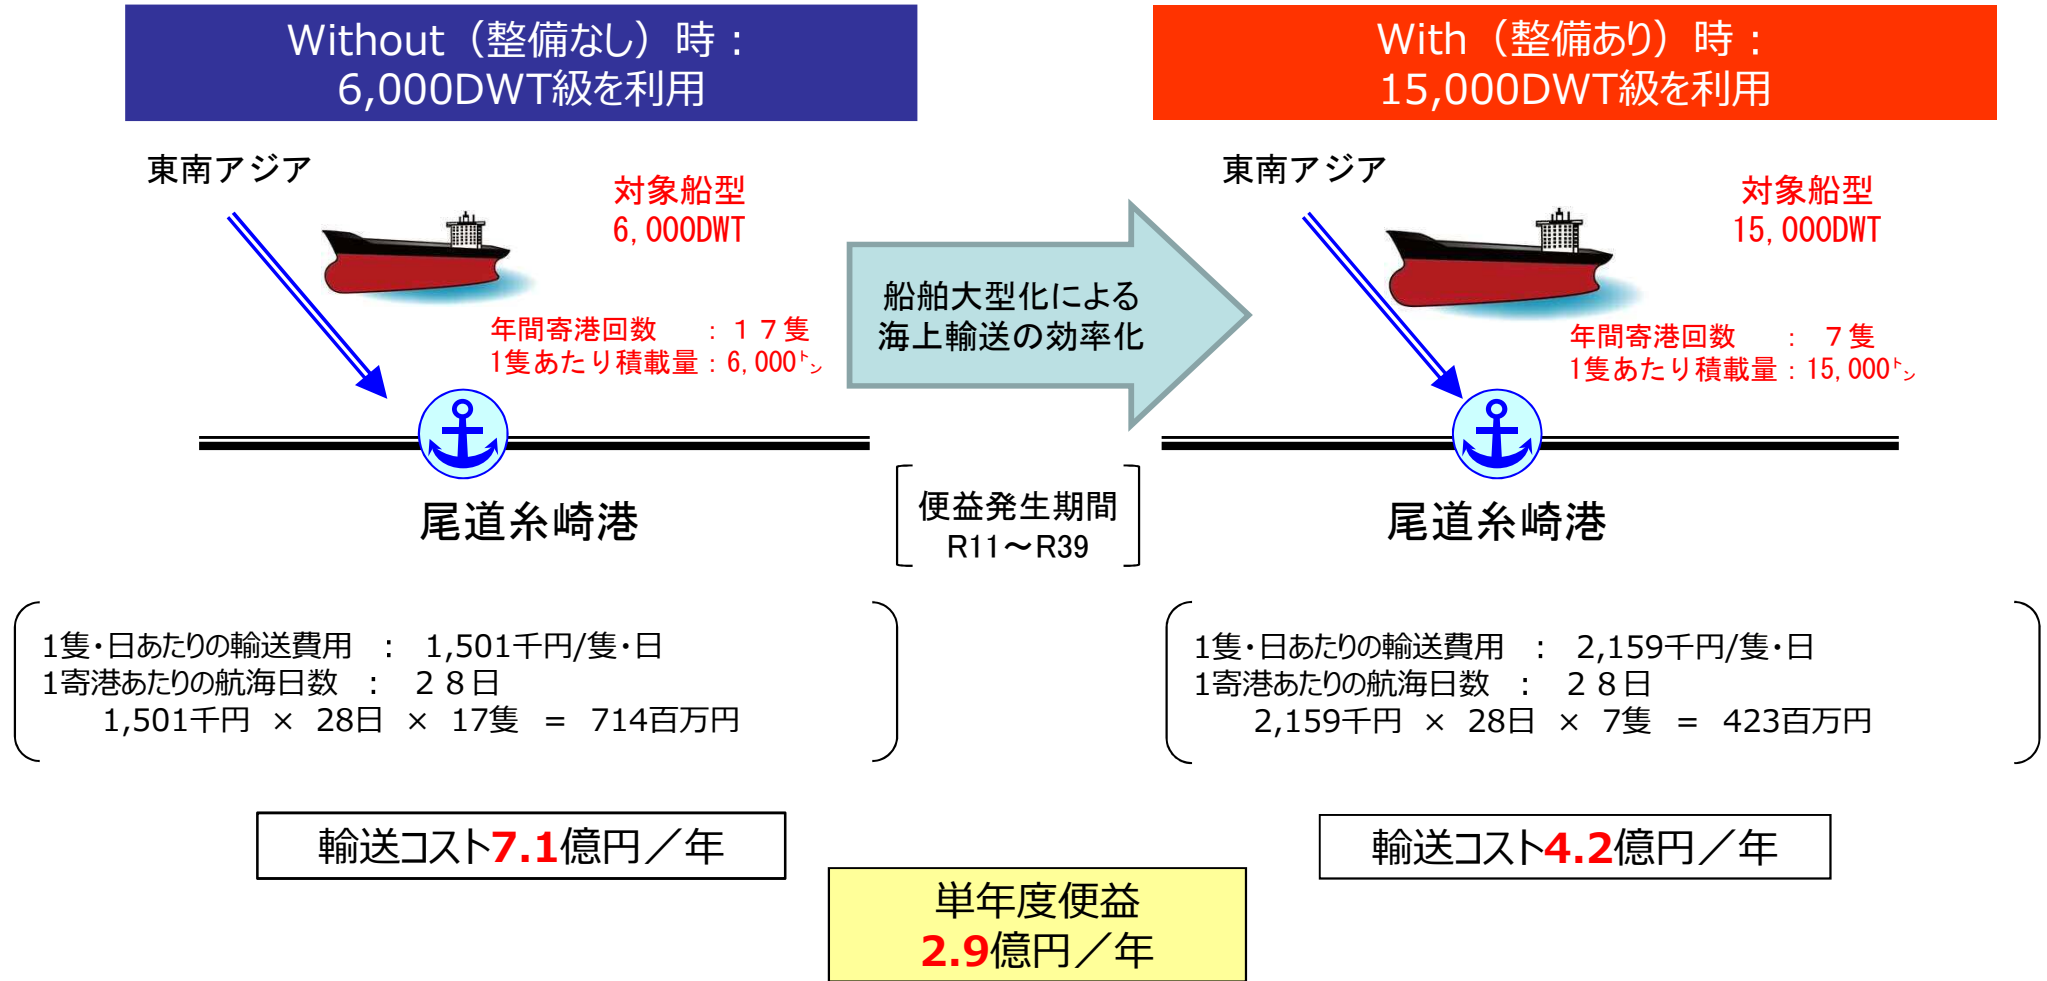 Without（整備なし）時：
6,000DWT級を利用
東南アジア
対象船型
6,000DWT
年間寄港回数　：１７隻
1隻あたり積載量：6,000㌧
尾道糸崎港
1隻・日あたりの輸送費用　：　1,501千円/隻・日
1寄港あたりの航海日数　：　２８日
1,501千円　×　28日　×　17隻　＝　714百万円
輸送コスト7.1億円／年
船舶大型化による
海上輸送の効率化
便益発生期間
R11～R39
With（整備あり）時：
15,000DWT級を利用
東南アジア
対象船型
15,000DWT
年間寄港回数　：　７隻
1隻あたり積載量：15,000㌧
尾道糸崎港
1隻・日あたりの輸送費用　：　2,159千円/隻・日
1寄港あたりの航海日数　：　２８日
2,159千円　×　28日　×　7隻　＝　423百万円
輸送コスト4.2億円／年
単年度便益
2.9億円／年